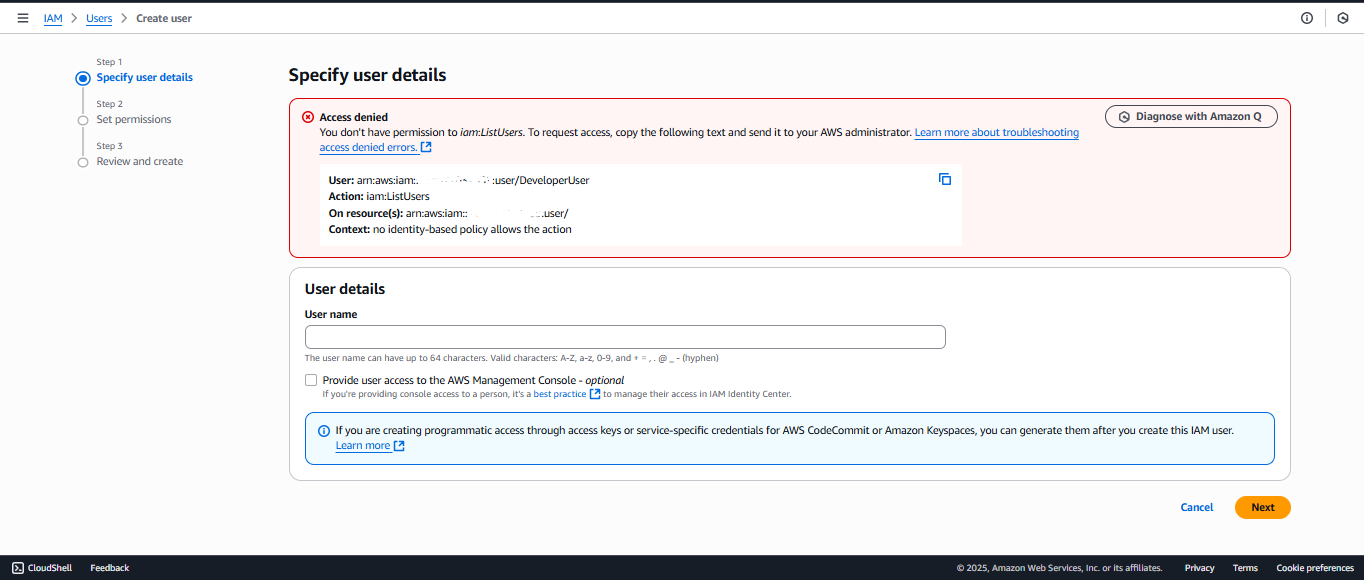 IAM > Users > Create user
Step 1
Specify user details
Step 2
Set permissions
Step 3
Review and create
Specify user details
Access denied
Diagnose with Amazon Q
You don't have permission to iam:ListUsers. To request access, copy the following text and send it to your AWS administrator. Learn more about troubleshooting
access denied errors.
User: arn:aws:iam:. :user/DeveloperUser
Action: iam:ListUsers
On resource(s): arn:aws:iam:: .user/
Context: no identity-based policy allows the action
User details
User name
The user name can have up to 64 characters. Valid characters: A-Z, a-z, 0-9, and + = , . @ _ - (hyphen)
Provide user access to the AWS Management Console - optional
If you're providing console access to a person, it's a best practice to manage their access in IAM Identity Center.
If you are creating programmatic access through access keys or service-specific credentials for AWS CodeCommit or Amazon Keyspaces, you can generate them after you create this IAM user.
Learn more
Cancel Next
CloudShell Feedback © 2025, Amazon Web Services, Inc. or its affiliates. Privacy Terms Cookie preferences